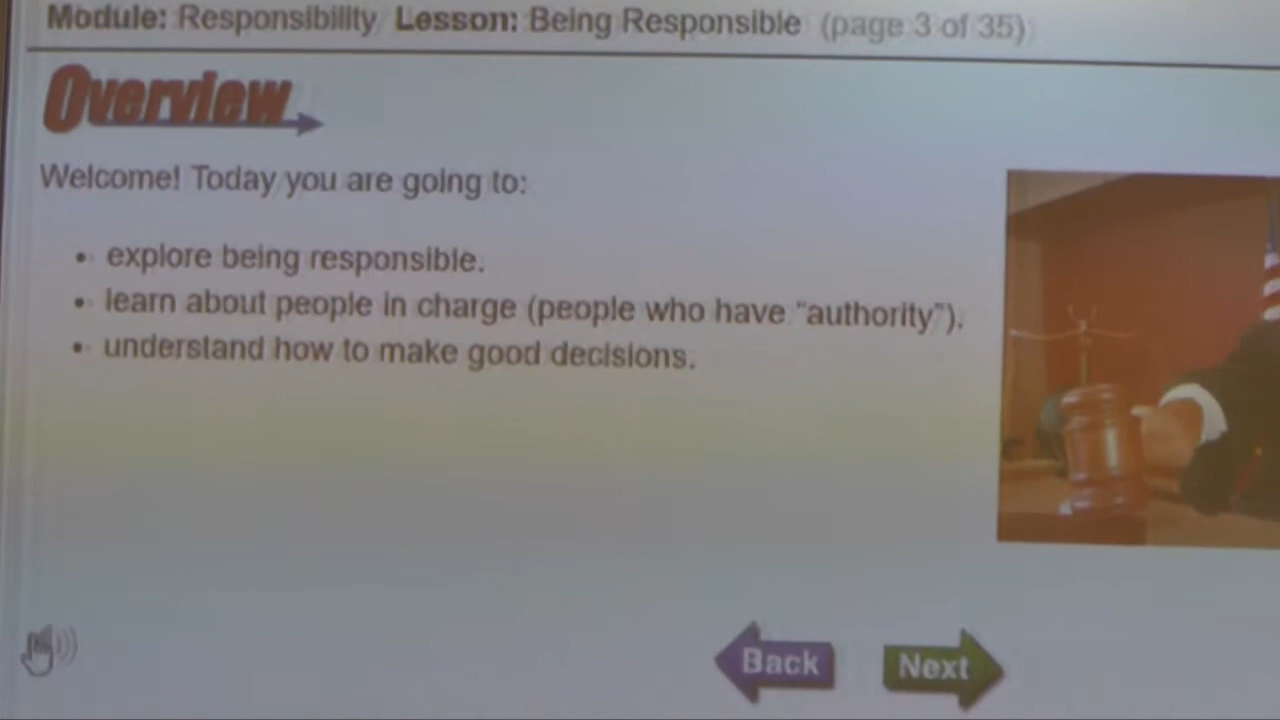 Module: Responsibility Lesson: Being Responsible (page 3 of 35)
Overview
Welcome! Today you are going to:
• explore being responsible.
• learn about people in charge (people who have "authority").
• understand how to make good decisions.
Back
Next